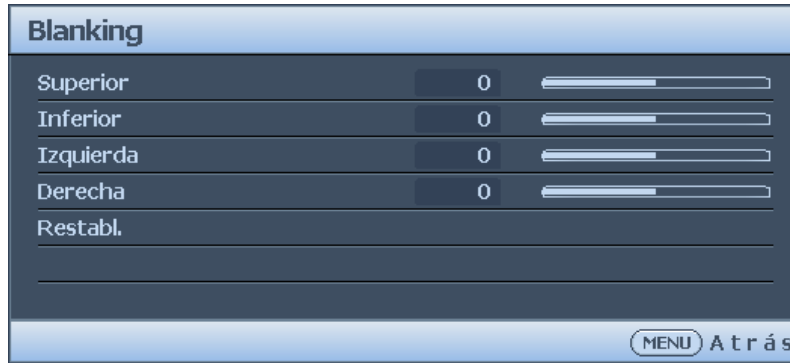 Blanking
Superior 0
Inferior 0
Izquierda 0
Derecha 0
Restabl.
MENU Atrás